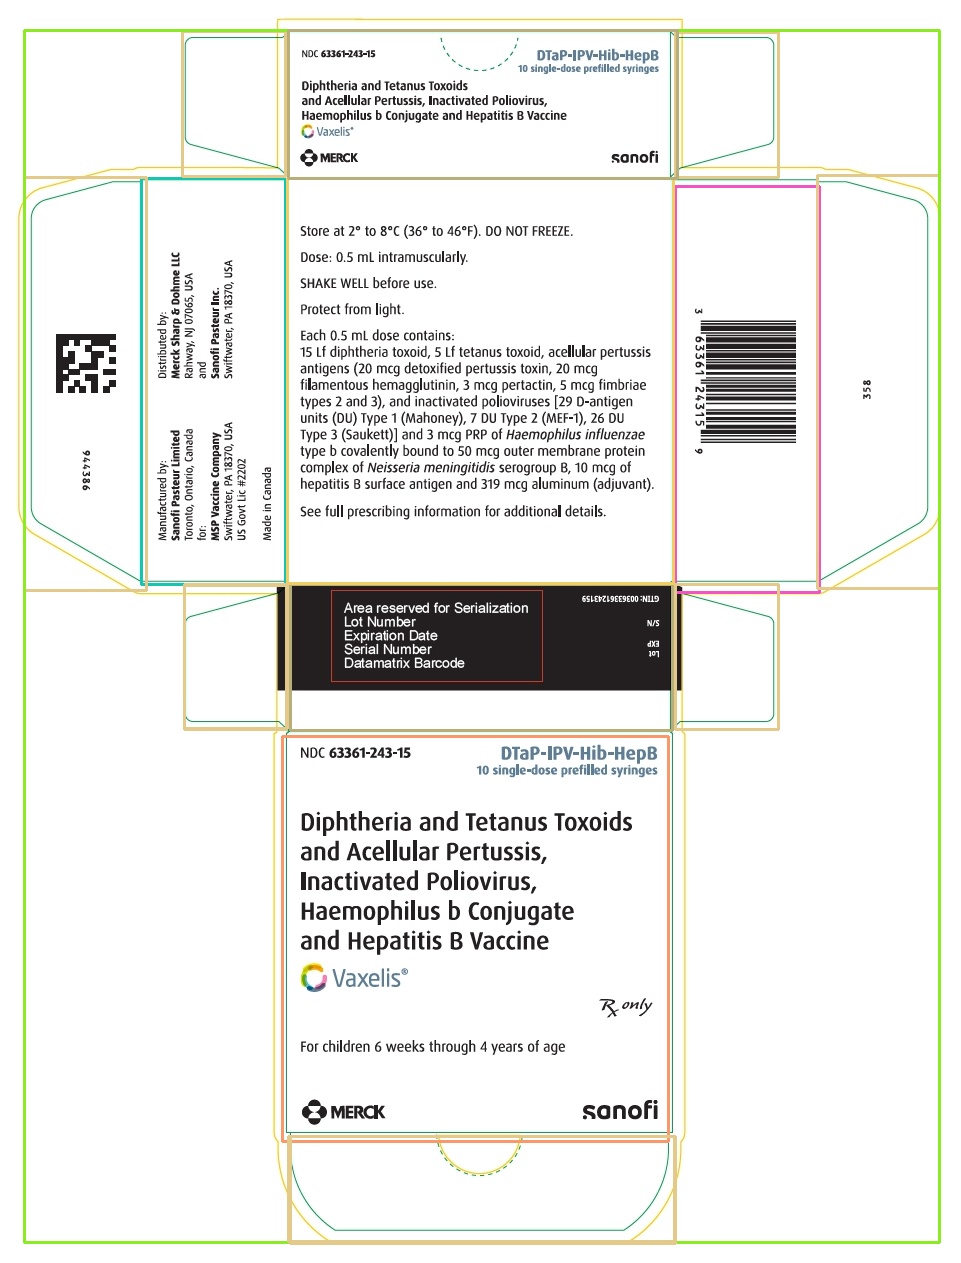 NDC 63361-243-15
DTaP-IPV-Hib-HepB
10 single-dose prefilled syringes
Diphtheria and Tetanus Toxoids
and Acellular Pertussis, Inactivated Poliovirus,
Haemophilus b Conjugate and Hepatitis B Vaccine
Vaxelis®
MERCK
sanofi
944386
Manufactured by:
Sanofi Pasteur Limited
Toronto, Ontario, Canada
for:
MSP Vaccine Company
Swiftwater, PA 18370, USA
US Govt Lic #2202
Made in Canada
Distributed by:
Merck Sharp & Dohme LLC
Rahway, NJ 07065, USA
and
Sanofi Pasteur Inc.
Swiftwater, PA 18370, USA
Store at 2° to 8°C (36° to 46°F). DO NOT FREEZE.
Dose: 0.5 mL intramuscularly.
SHAKE WELL before use.
Protect from light.
Each 0.5 mL dose contains:
15 Lf diphtheria toxoid, 5 Lf tetanus toxoid, acellular pertussis
antigens (20 mcg detoxified pertussis toxin, 20 mcg
filamentous hemagglutinin, 3 mcg pertactin, 5 mcg fimbriae
types 2 and 3), and inactivated polioviruses [29 D-antigen
units (DU) Type 1 (Mahoney), 7 DU Type 2 (MEF-1), 26 DU
Type 3 (Saukett)] and 3 mcg PRP of Haemophilus influenzae
type b covalently bound to 50 mcg outer membrane protein
complex of Neisseria meningitidis serogroup B, 10 mcg of
hepatitis B surface antigen and 319 mcg aluminum (adjuvant).
See full prescribing information for additional details.
3 63361 24315 9
358
Area reserved for Serialization
Lot Number
Expiration Date
Serial Number
Datamatrix Barcode
Lot
EXP
S/N
GTIN: 00363361243159
NDC 63361-243-15
DTaP-IPV-Hib-HepB
10 single-dose prefilled syringes
Diphtheria and Tetanus Toxoids
and Acellular Pertussis,
Inactivated Poliovirus,
Haemophilus b Conjugate
and Hepatitis B Vaccine
Vaxelis®
Rx only
For children 6 weeks through 4 years of age
MERCK
sanofi